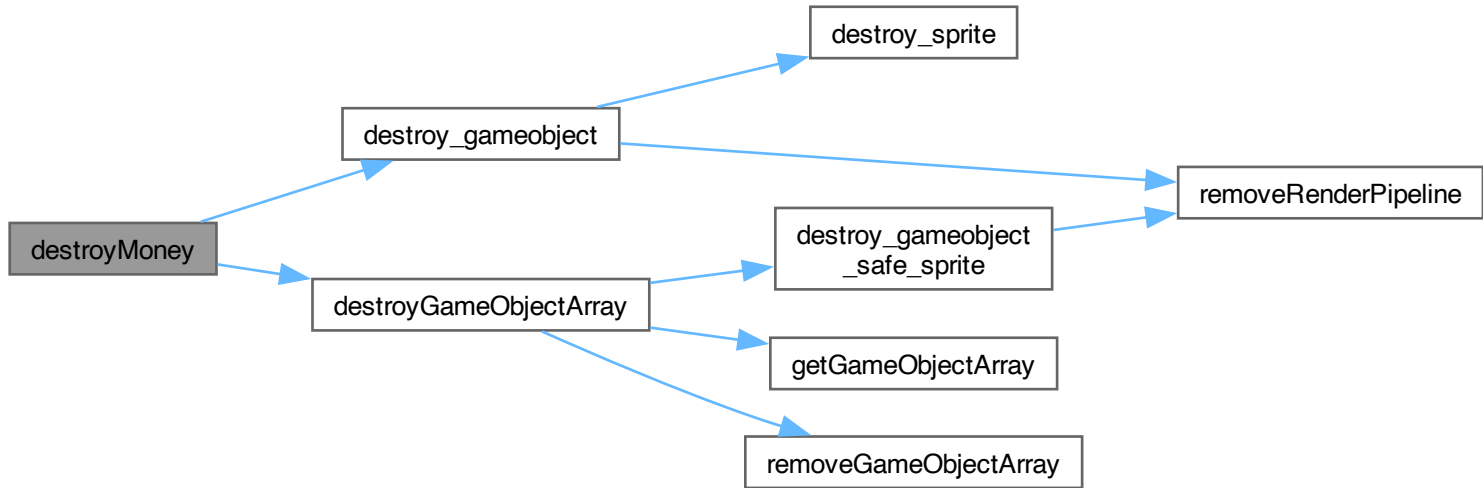 destroyMoney
destroy_gameobject
destroyGameObjectArray
destroy_sprite
destroy_gameobject
_safe_sprite
getGameObjectArray
removeGameObjectArray
removeRenderPipeline